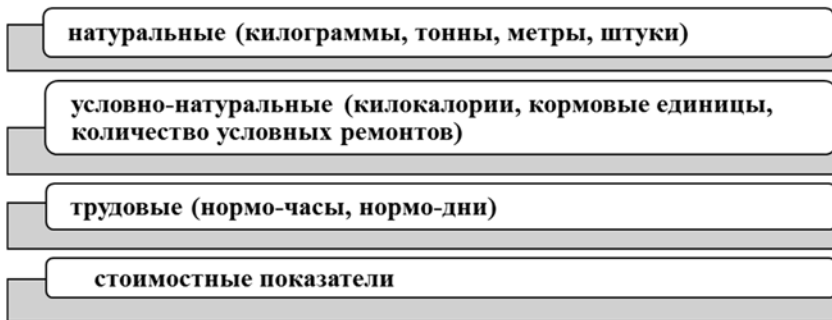 натуральные (килограммы, тонны, метры, штуки)
условно-натуральные (килокалории, кормовые единицы,
количество условных ремонтов)
трудовые (нормо-часы, нормо-дни)
стоимостные показатели